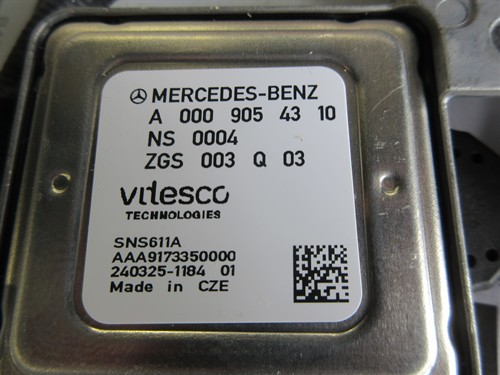 MERCEDES-BENZ
A 000 905 43 10
NS 0004
ZGS 003 Q 03
vitesco
TECHNOLOGIES
SNS611A
AAA9173350000
240325-1184 01
Made in CZE